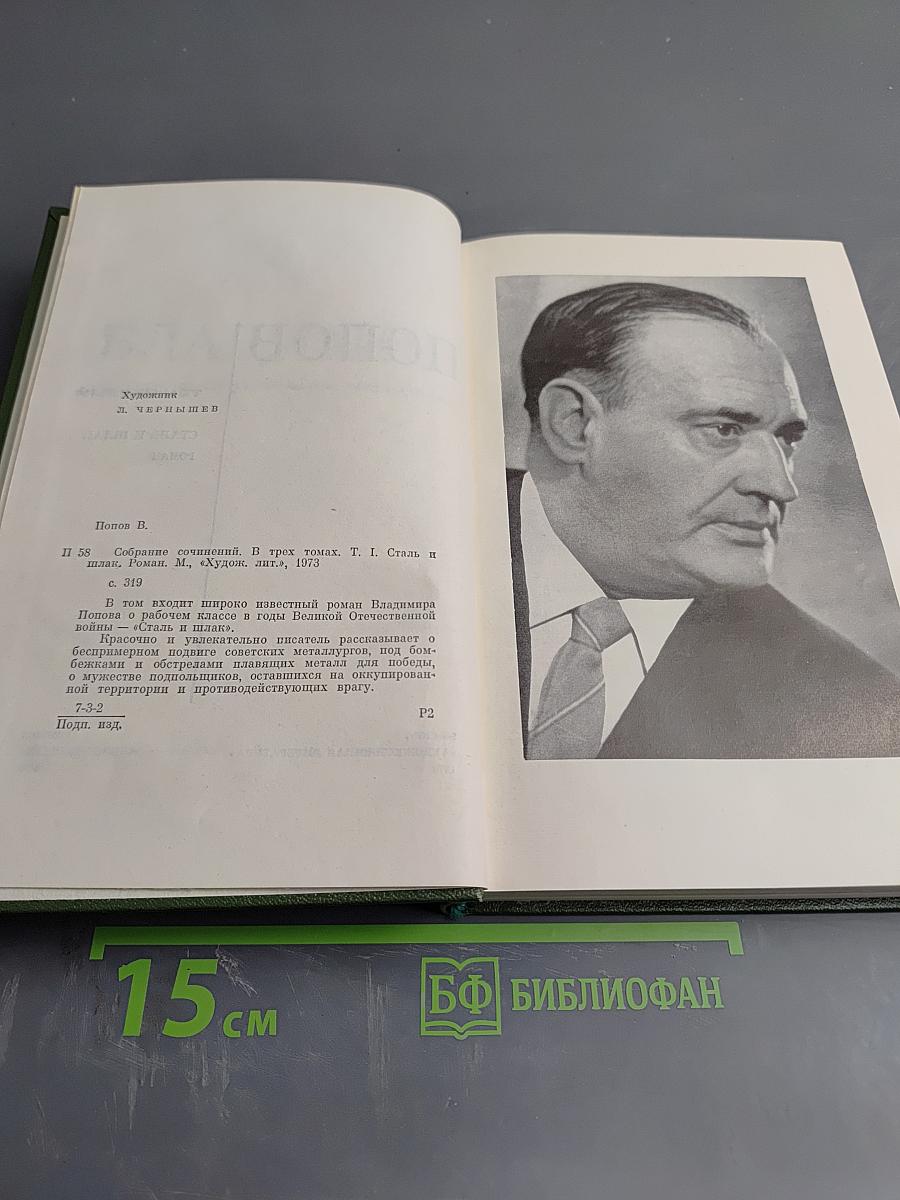 Художник
Л. ЧЕРНЫШЕВ
Попов В.
П 58 Собрание сочинений. В трех томах. Т. I. Сталь и
шлак. Роман. М., «Худож. лит.», 1973
с. 319
В том входит широко известный роман Владимира
Попова о рабочем классе в годы Великой Отечественной
войны — «Сталь и шлак».
Красочно и увлекательно писатель рассказывает о
беспримерном подвиге советских металлургов, под бом-
бежками и обстрелами плавящих металл для победы,
о мужестве подпольщиков, оставшихся на оккупирован-
ной территории и противодействующих врагу.
7-3-2
Подп. изд.
Р2
15 см
БФ БИБЛИОФАН